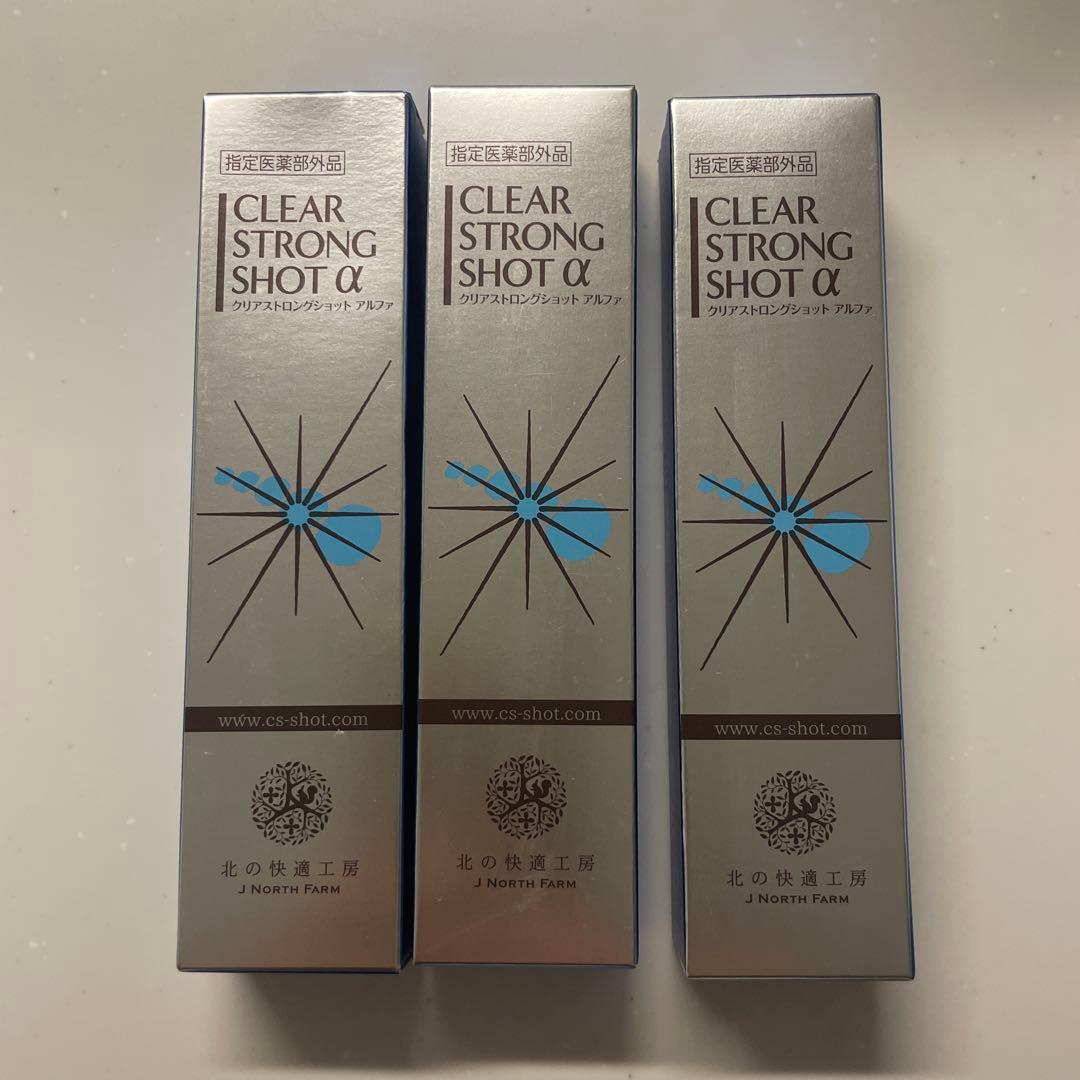 指定医薬部外品
CLEAR
STRONG
SHOT α
クリアストロングショット アルファ
www.cs-shot.com
北の快適工房
J NORTH FARM
指定医薬部外品
CLEAR
STRONG
SHOT α
クリアストロングショット アルファ
www.cs-shot.com
北の快適工房
J NORTH FARM
指定医薬部外品
CLEAR
STRONG
SHOT α
クリアストロングショット アルファ
www.cs-shot.com
北の快適工房
J NORTH FARM